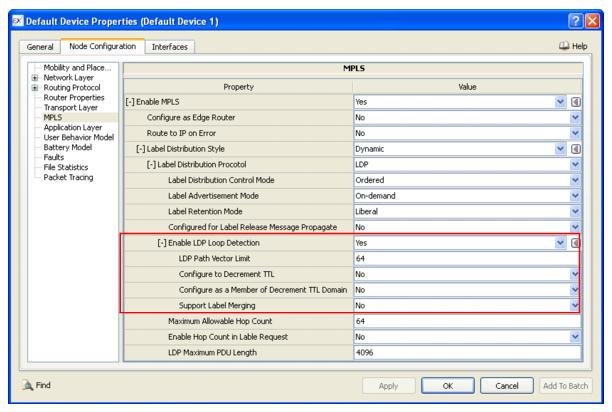 Default Device Properties (Default Device 1)
General
Node Configuration
Interfaces
Help
Mobility and Place...
Network Layer
Routing Protocol
Router Properties
Transport Layer
MPLS
Application Layer
User Behavior Model
Battery Model
Faults
File Statistics
Packet Tracing
MPLS
Property Value
[-] Enable MPLS Yes
Configure as Edge Router No
Route to IP on Error No
[-] Label Distribution Style Dynamic
[-] Label Distribution Procotol LDP
Label Distribution Control Mode Ordered
Label Advertisement Mode On-demand
Label Retention Mode Liberal
Configured for Label Release Message Propagate No
[-] Enable LDP Loop Detection Yes
LDP Path Vector Limit 64
Configure to Decrement TTL No
Configure as a Member of Decrement TTL Domain No
Support Label Merging No
Maximum Allowable Hop Count 64
Enable Hop Count in Lable Request No
LDP Maximum PDU Length 4096
Find
Apply
OK
Cancel
Add To Batch